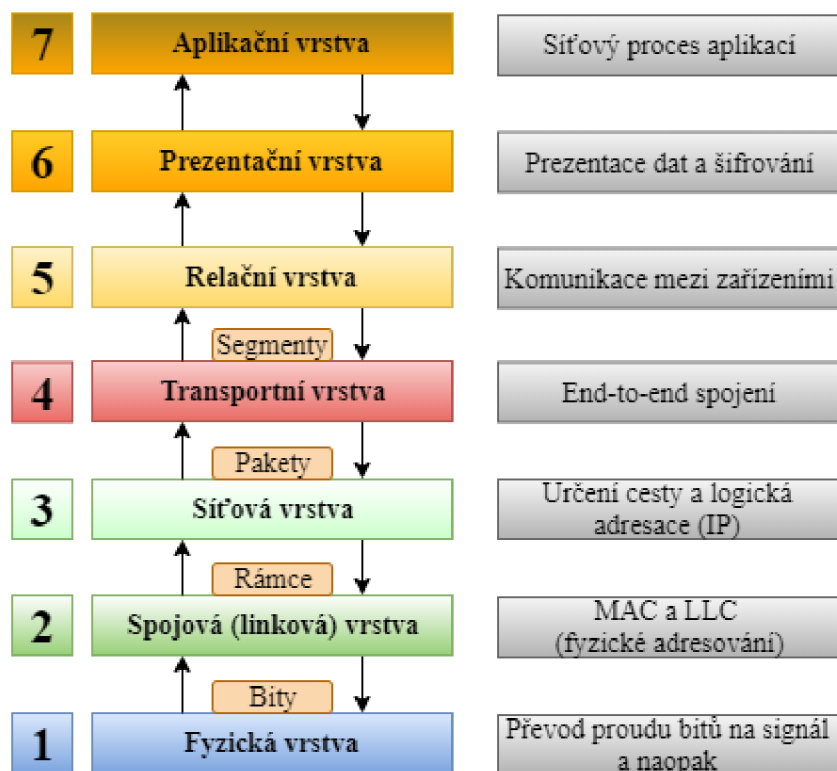 7
Aplikační vrstva
Síťový proces aplikací
6
Prezentační vrstva
Prezentace dat a šifrování
5
Relační vrstva
Komunikace mezi zařízeními
Segmenty
4
Transportní vrstva
End-to-end spojení
Pakety
3
Síťová vrstva
Určení cesty a logická
adresace (IP)
Rámce
2
Spojová (linková) vrstva
MAC a LLC
(fyzické adresování)
Bity
1
Fyzická vrstva
Převod proudu bitů na signál
a naopak